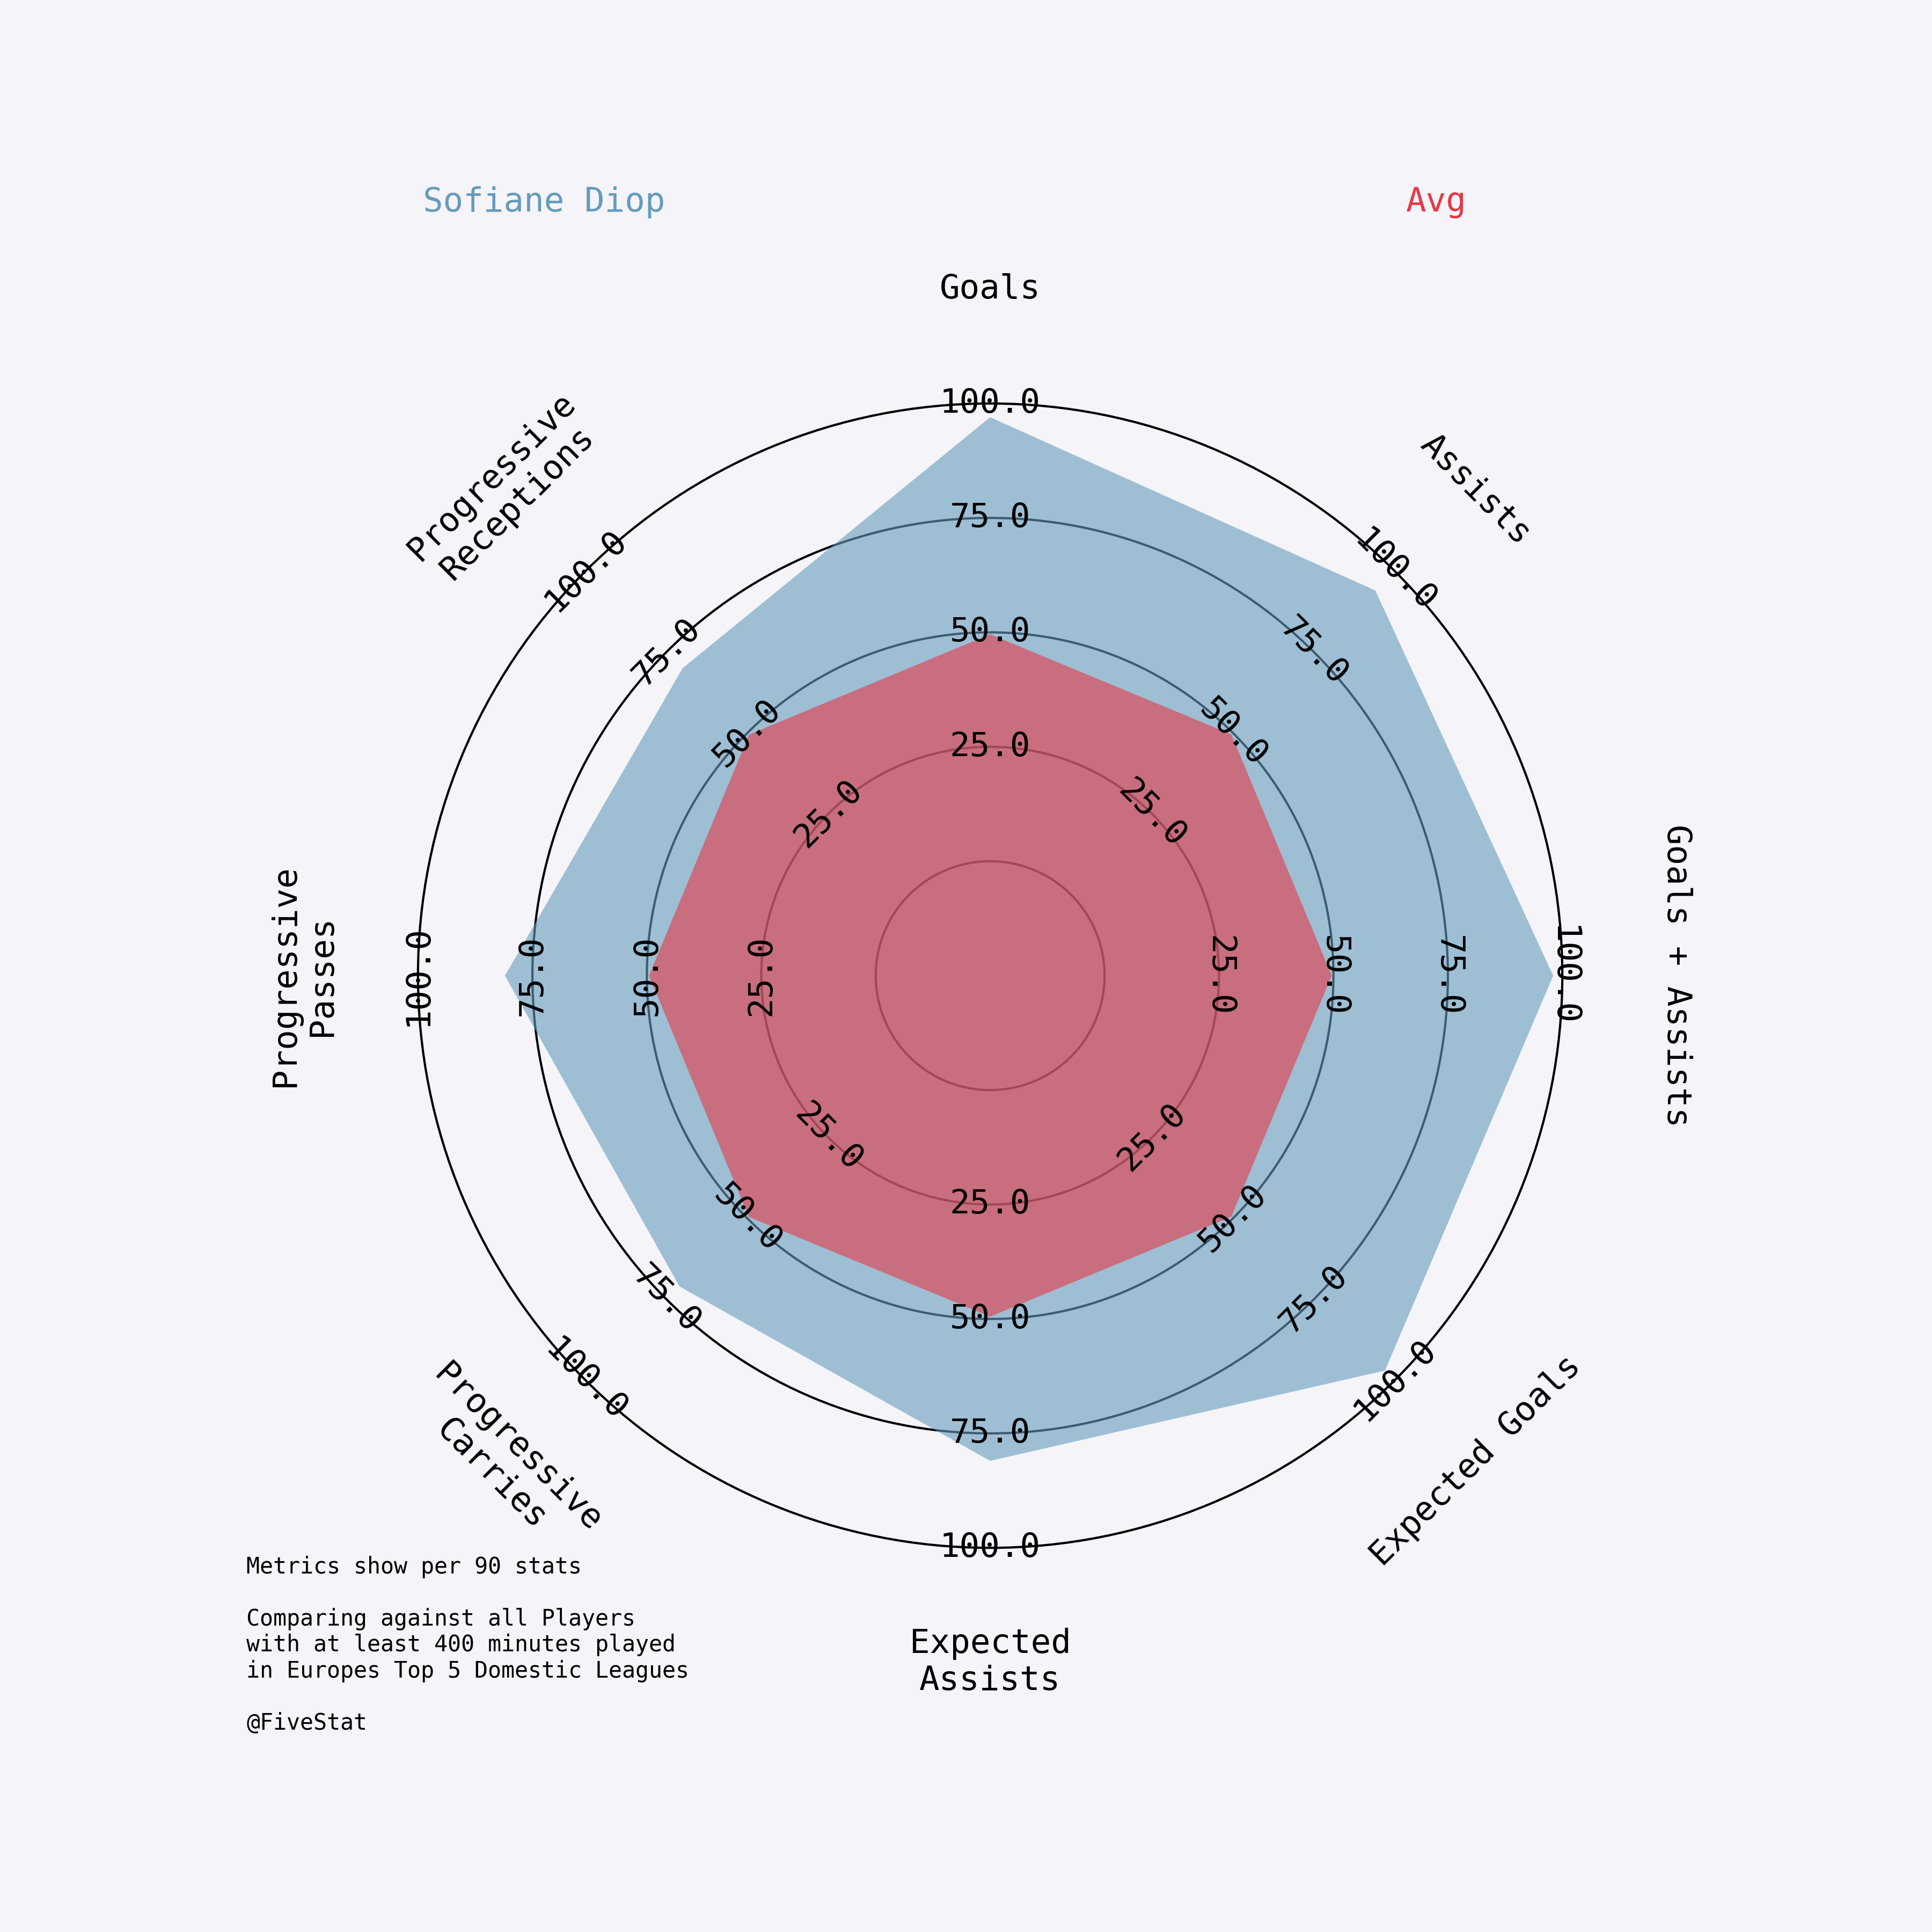 Sofiane Diop
Avg
Goals
Assists
Goals + Assists
Expected Goals
Expected
Assists
Progressive
Carries
Progressive
Passes
Progressive
Receptions
25.0
50.0
75.0
100.0
25.0
50.0
75.0
100.0
25.0
50.0
75.0
100.0
25.0
50.0
75.0
100.0
25.0
50.0
75.0
100.0
25.0
50.0
75.0
100.0
25.0
50.0
75.0
100.0
25.0
50.0
75.0
100.0
Metrics show per 90 stats
Comparing against all Players
with at least 400 minutes played
in Europes Top 5 Domestic Leagues
@FiveStat